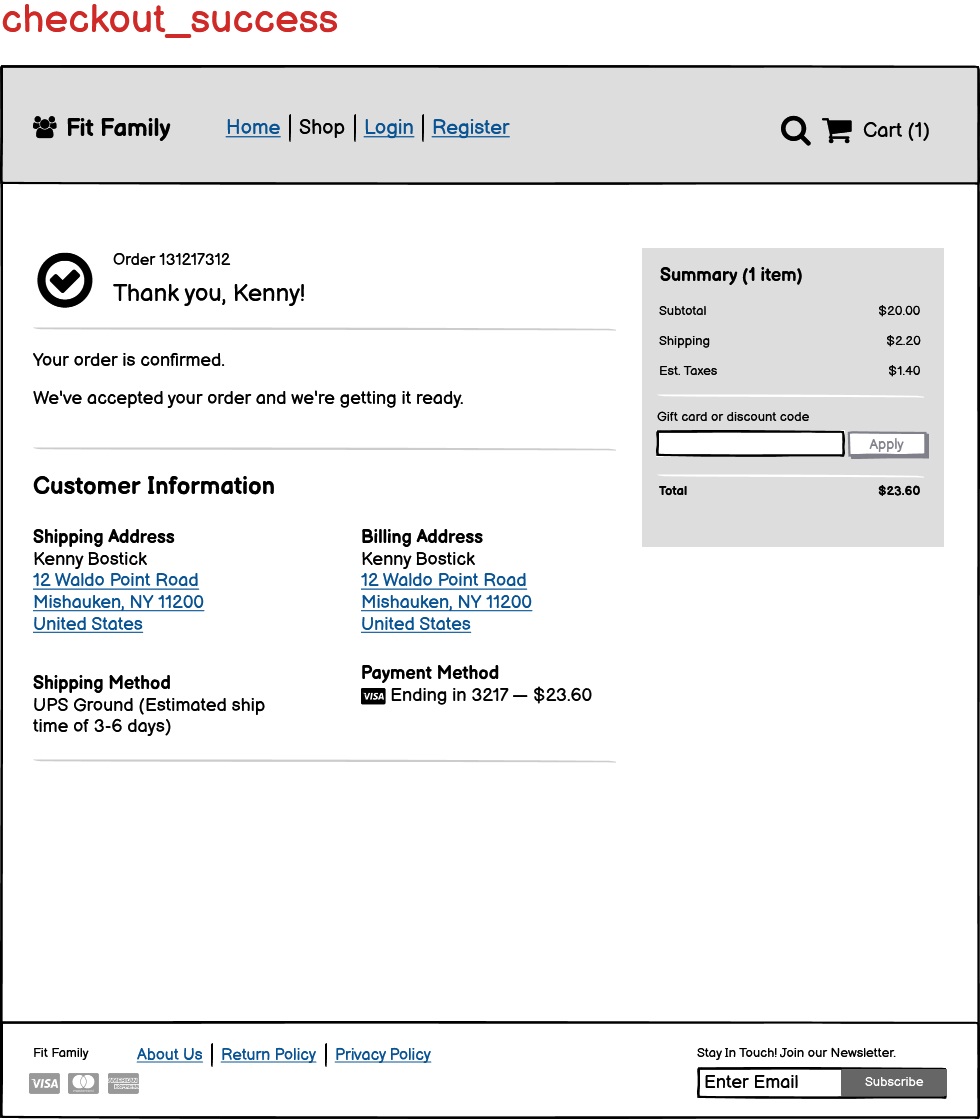 checkout_success
Fit Family
Home | Shop | Login | Register
Cart (1)
Order 131217312
Thank you, Kenny!
Your order is confirmed.
We've accepted your order and we're getting it ready.
Customer Information
Shipping Address
Kenny Bostick
12 Waldo Point Road
Mishauken, NY 11200
United States
Billing Address
Kenny Bostick
12 Waldo Point Road
Mishauken, NY 11200
United States
Shipping Method
UPS Ground (Estimated ship
time of 3-6 days)
Payment Method
VISA Ending in 3217 — $23.60
Summary (1 item)
Subtotal $20.00
Shipping $2.20
Est. Taxes $1.40
Gift card or discount code
Apply
Total $23.60
Fit Family
About Us | Return Policy | Privacy Policy
VISA
Stay In Touch! Join our Newsletter.
Enter Email Subscribe